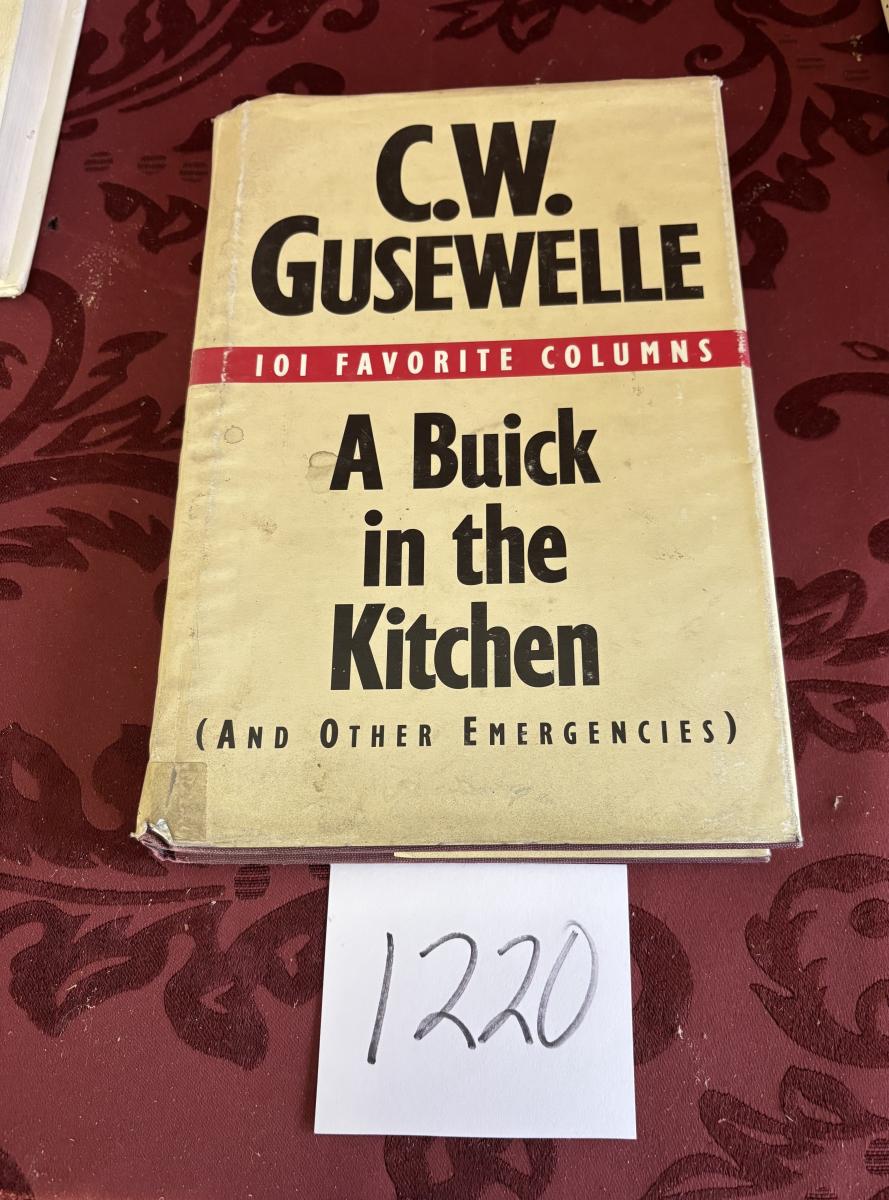 C.W.
GUSEWELLE
101 FAVORITE COLUMNS
A Buick
in the
Kitchen
(AND OTHER EMERGENCIES)
1220